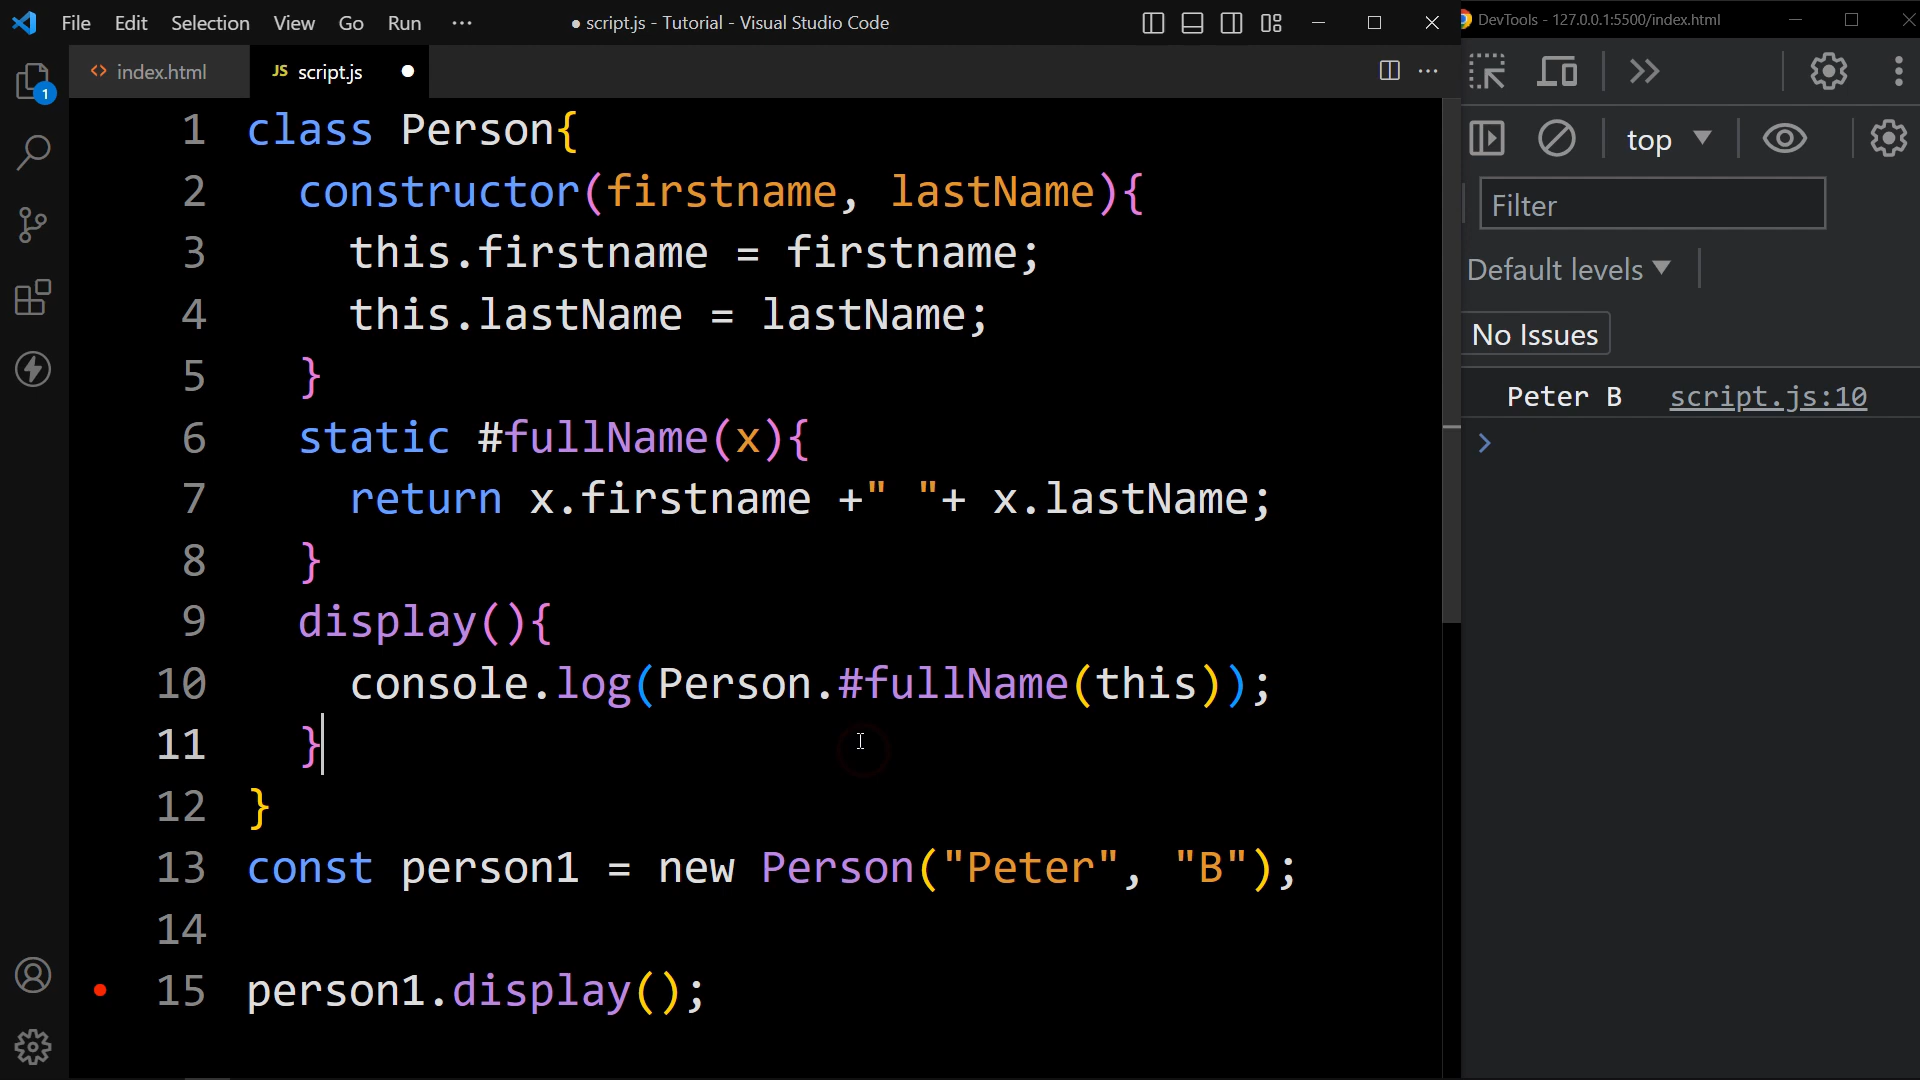 File Edit Selection View Go Run ··· ● script.js - Tutorial - Visual Studio Code
DevTools - 127.0.0.1:5500/index.html
<> index.html JS script.js ●
1
1 class Person{
2 constructor(firstname, lastName){
3 this.firstname = firstname;
4 this.lastName = lastName;
5 }
6 static #fullName(x){
7 return x.firstname +" "+ x.lastName;
8 }
9 display(){
10 console.log(Person.#fullName(this));
11 }
12 }
13 const person1 = new Person("Peter", "B");
14
15 person1.display();
top
Filter
Default levels
No Issues
Peter B script.js:10